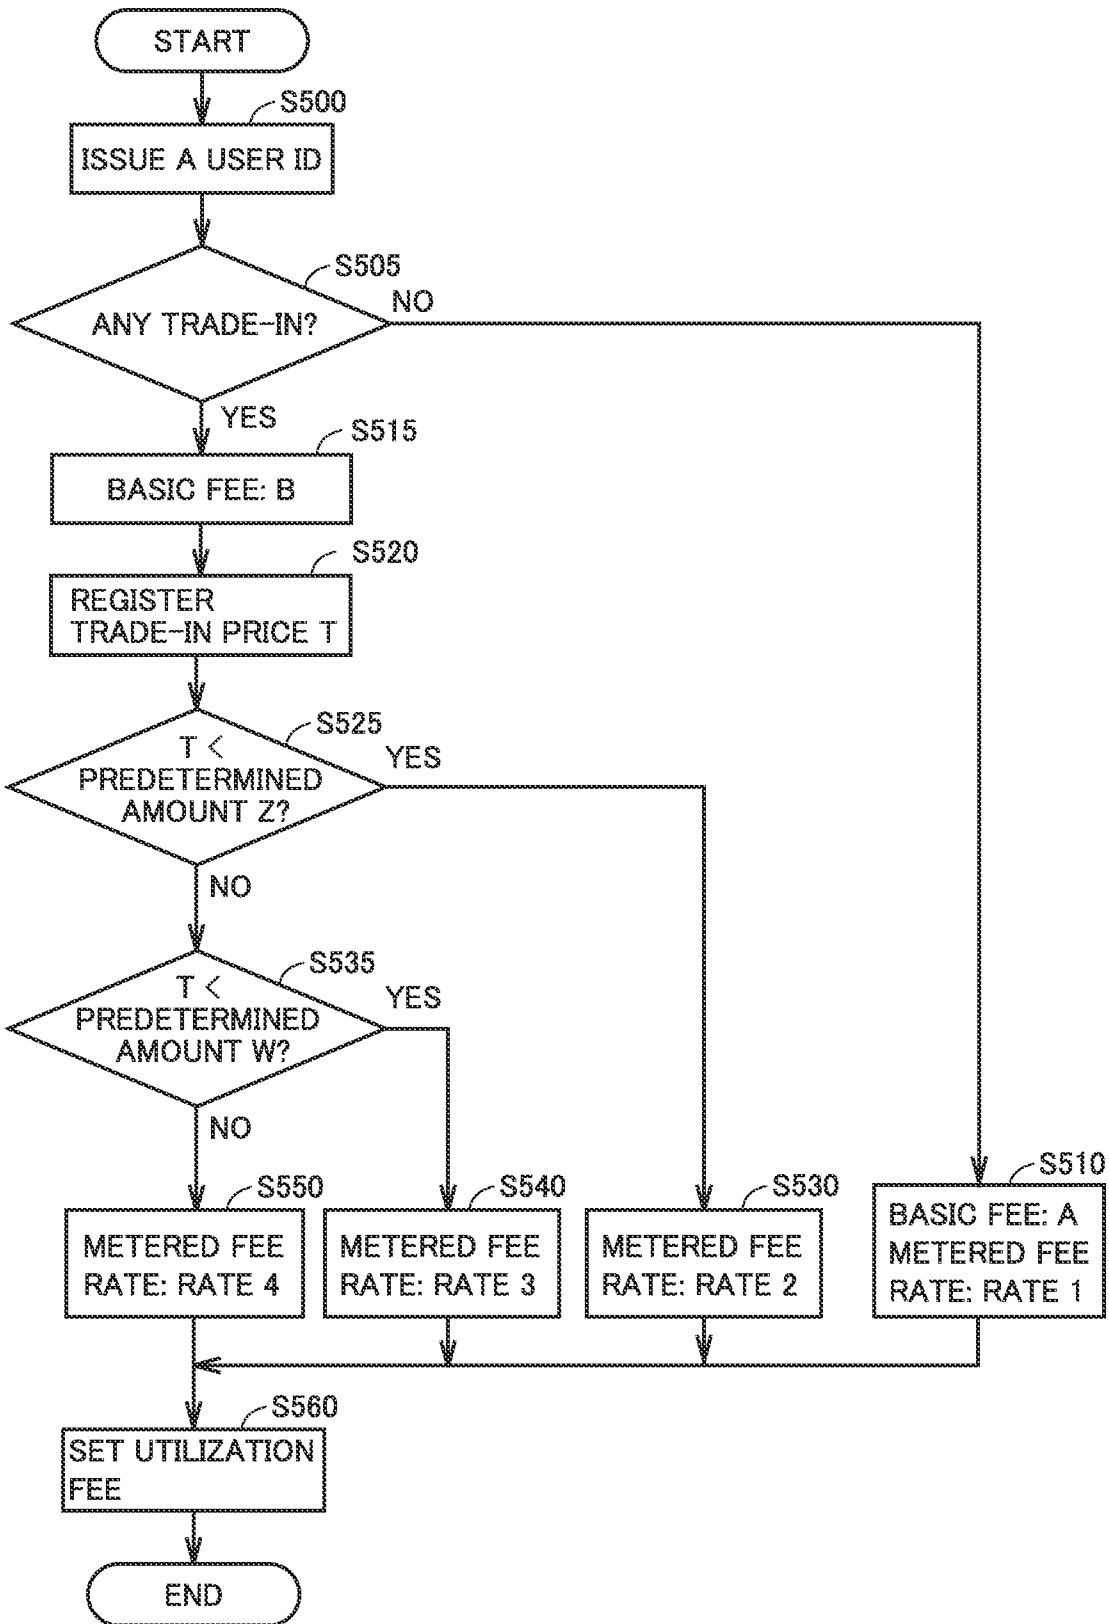 START
S500
ISSUE A USER ID
S505
ANY TRADE-IN?
NO
YES
S515
BASIC FEE: B
S520
REGISTER
TRADE-IN PRICE T
S525
T <
PREDETERMINED
AMOUNT Z?
YES
NO
S535
T <
PREDETERMINED
AMOUNT W?
YES
NO
S550
METERED FEE
RATE: RATE 4
S540
METERED FEE
RATE: RATE 3
S530
METERED FEE
RATE: RATE 2
S510
BASIC FEE: A
METERED FEE
RATE: RATE 1
S560
SET UTILIZATION
FEE
END